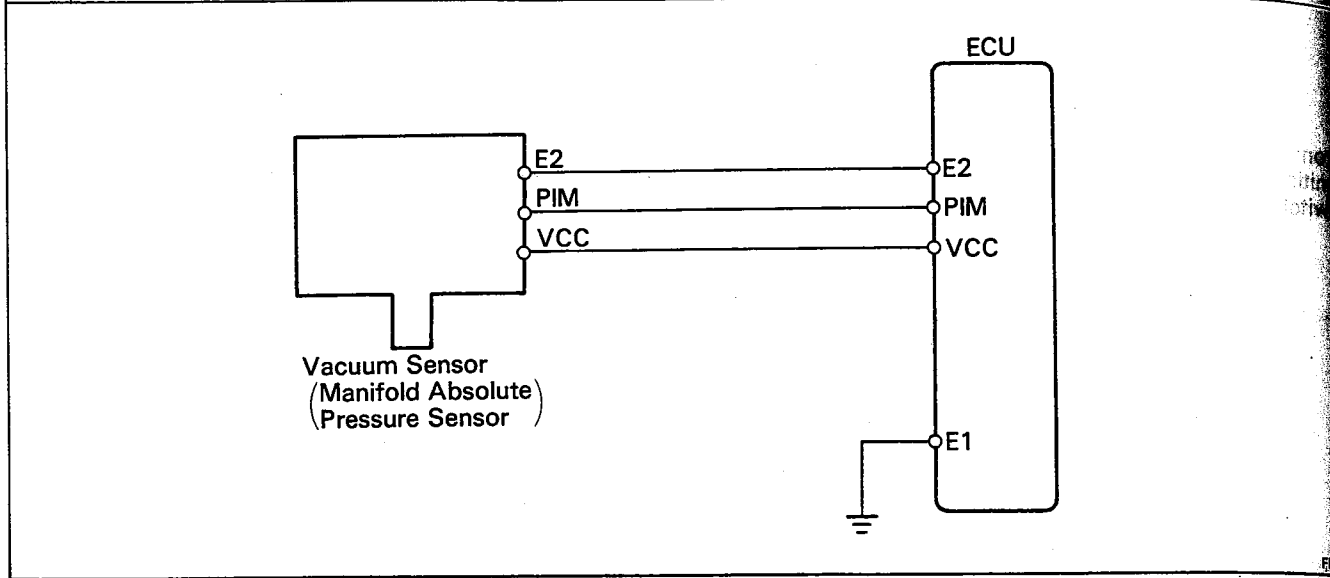 ECU
E2
PIM
VCC
E2
PIM
VCC
Vacuum Sensor
(Manifold Absolute
Pressure Sensor)
E1